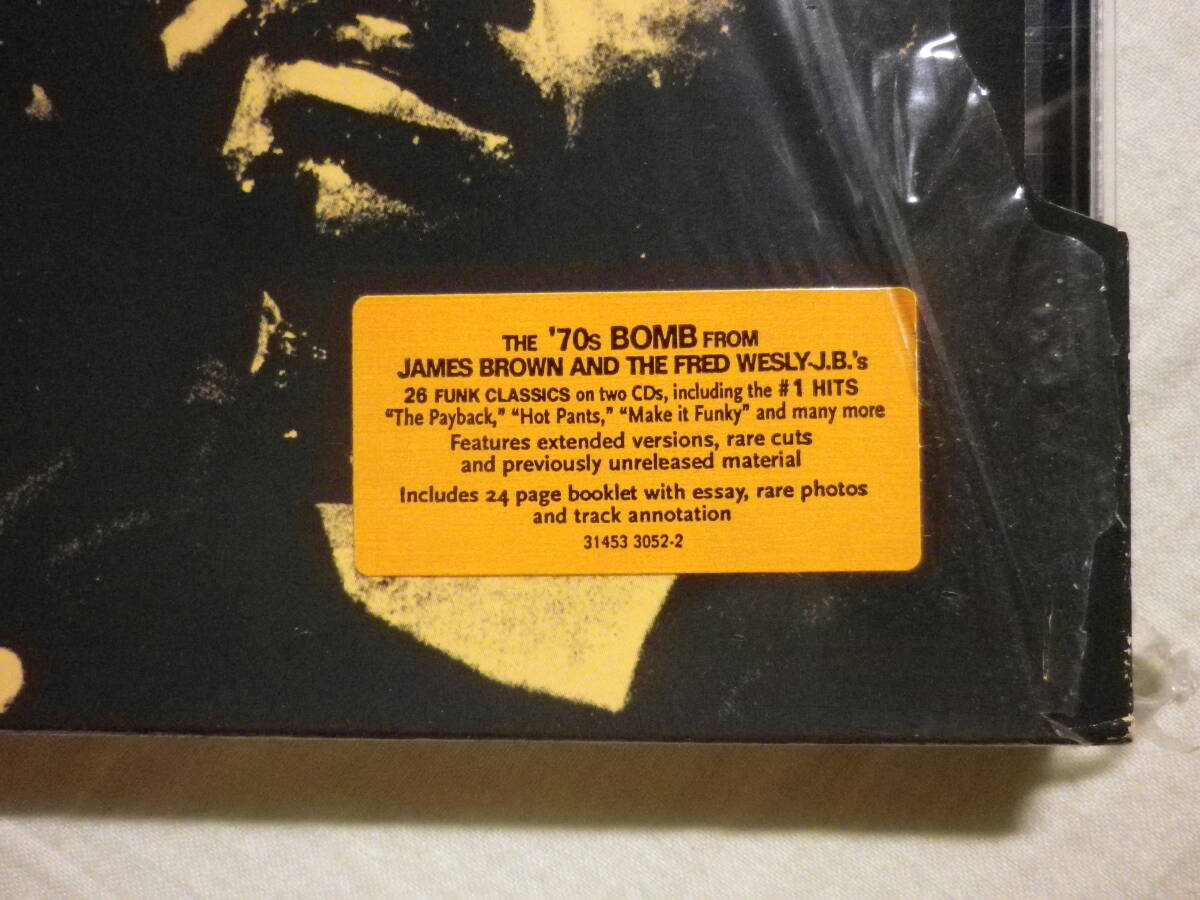 THE '70s BOMB FROM
JAMES BROWN AND THE FRED WESLY-J.B.'s
26 FUNK CLASSICS on two CDs, including the #1 HITS
“The Payback,” “Hot Pants,” “Make it Funky” and many more
Features extended versions, rare cuts
and previously unreleased material
Includes 24 page booklet with essay, rare photos
and track annotation
31453 3052-2